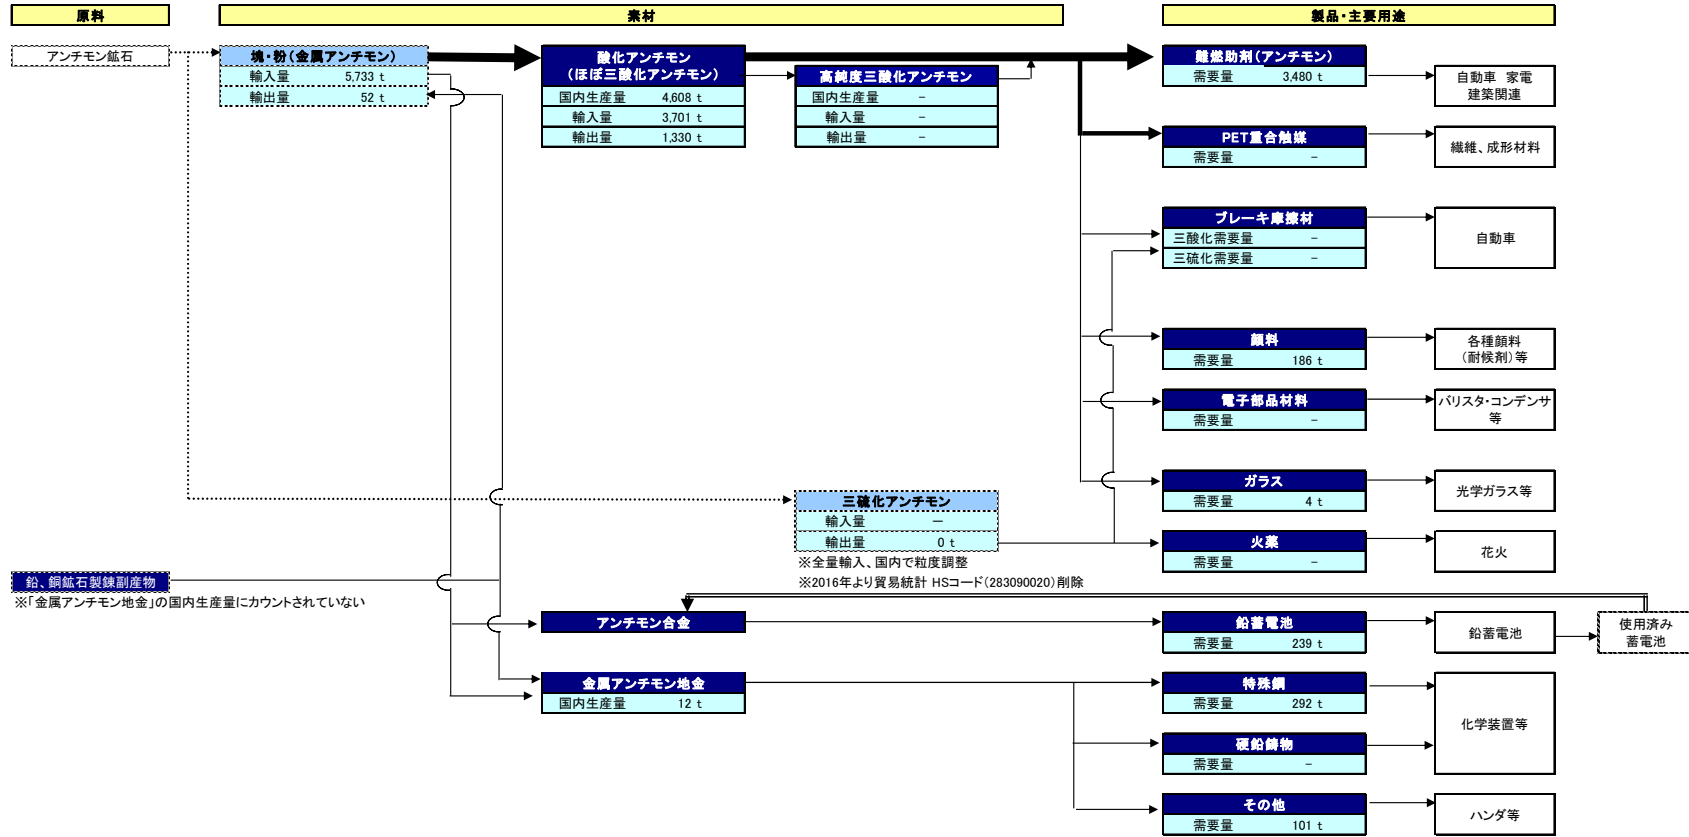 原料
素材
製品・主要用途
アンチモン鉱石
塊・粉(金属アンチモン)
輸入量 5,733 t
輸出量 52 t
酸化アンチモン
(ほぼ三酸化アンチモン)
国内生産量 4,608 t
輸入量 3,701 t
輸出量 1,330 t
高純度三酸化アンチモン
国内生産量 -
輸入量 -
輸出量 -
難燃助剤(アンチモン)
需要量 3,480 t
自動車 家電
建築関連
PET重合触媒
需要量 -
繊維、成形材料
ブレーキ摩擦材
三酸化需要量 -
三硫化需要量 -
自動車
顔料
需要量 186 t
各種顔料
(耐候剤)等
電子部品材料
需要量 -
バリスタ・コンデンサ
等
ガラス
需要量 4 t
光学ガラス等
三硫化アンチモン
輸入量 －
輸出量 0 t
※全量輸入、国内で粒度調整
※2016年より貿易統計 HSコード(283090020)削除
火薬
需要量 -
花火
鉛、銅鉱石製錬副産物
※「金属アンチモン地金」の国内生産量にカウントされていない
アンチモン合金
鉛蓄電池
需要量 239 t
鉛蓄電池
使用済み
蓄電池
金属アンチモン地金
国内生産量 12 t
特殊鋼
需要量 292 t
化学装置等
硬鉛鋳物
需要量 -
その他
需要量 101 t
ハンダ等